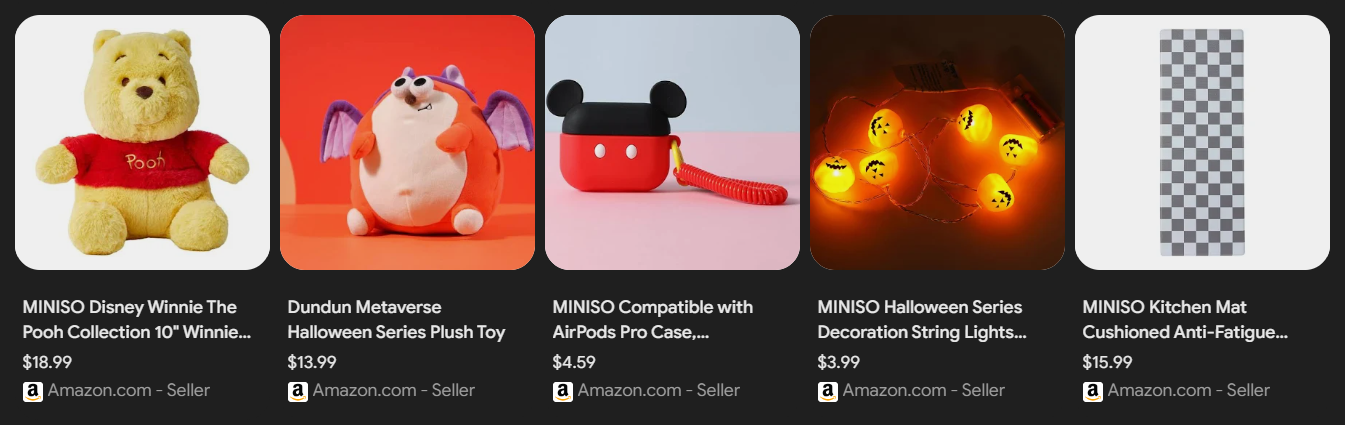 Pooh
MINISO Disney Winnie The
Pooh Collection 10" Winnie...
$18.99
a Amazon.com - Seller
Dundun Metaverse
Halloween Series Plush Toy
$13.99
a Amazon.com - Seller
MINISO Compatible with
AirPods Pro Case,...
$4.59
a Amazon.com - Seller
MINISO Halloween Series
Decoration String Lights...
$3.99
a Amazon.com - Seller
MINISO Kitchen Mat
Cushioned Anti-Fatigue...
$15.99
a Amazon.com - Seller